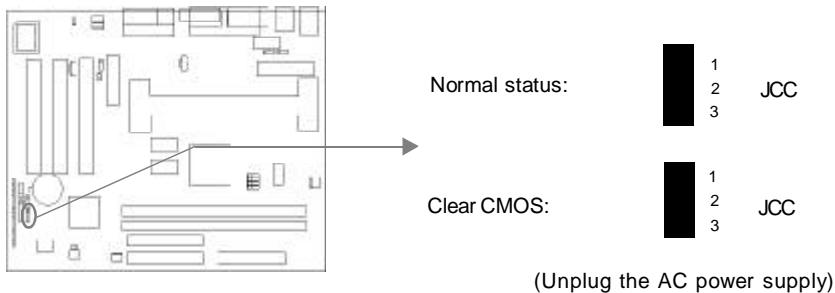 Normal status:
1
2 JCC
3
Clear CMOS:
1
2 JCC
3
(Unplug the AC power supply)